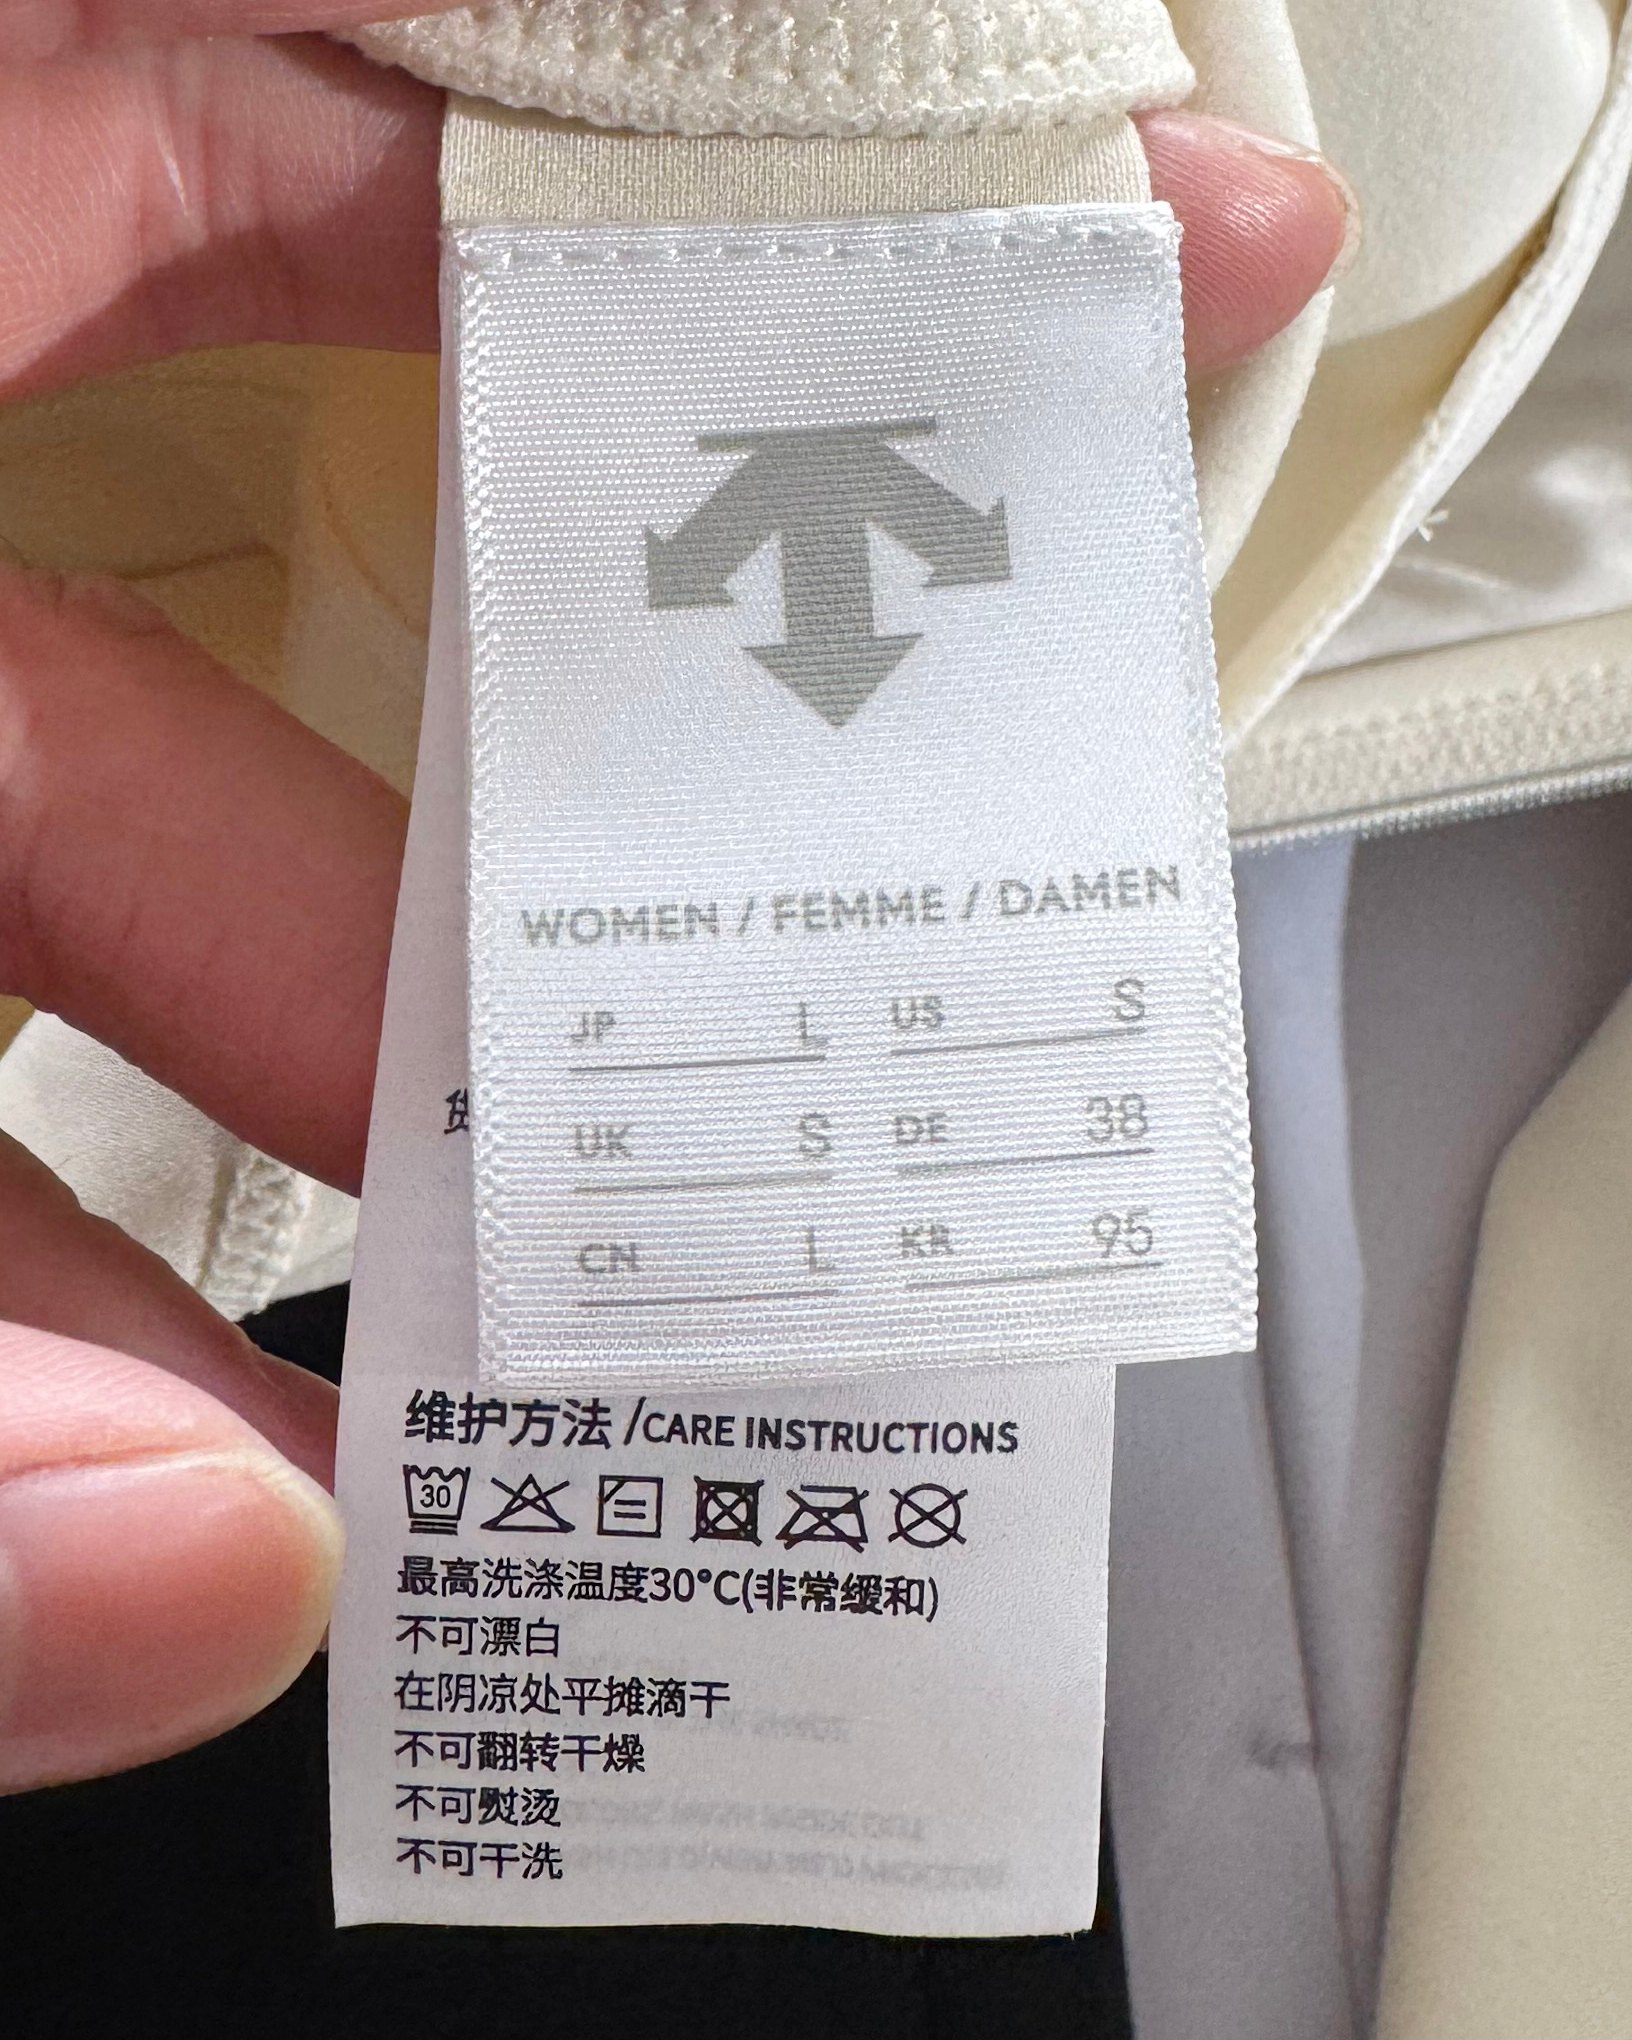 WOMEN / FEMME / DAMEN
JP L US S
UK S DE 38
CN L KR 95
维护方法 /CARE INSTRUCTIONS
30
最高洗涤温度30°C(非常缓和)
不可漂白
在阴凉处平摊滴干
不可翻转干燥
不可熨烫
不可干洗